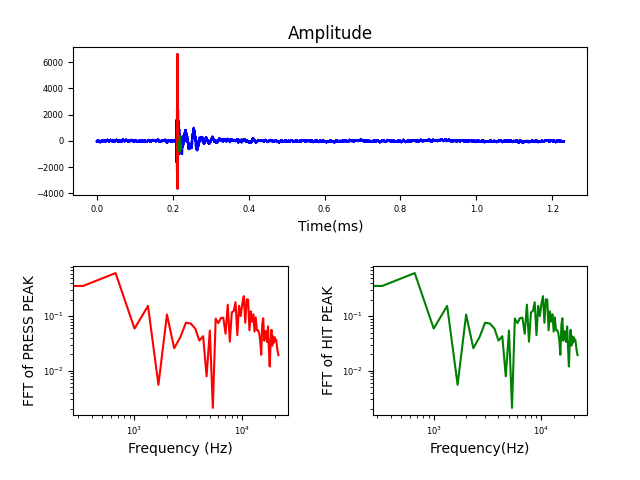 Amplitude
6000
4000
2000
0
−2000
−4000
0.0 0.2 0.4 0.6 0.8 1.0 1.2
Time(ms)
FFT of PRESS PEAK
10⁻¹
10⁻²
10³ 10⁴
Frequency (Hz)
FFT of HIT PEAK
10⁻¹
10⁻²
10³ 10⁴
Frequency(Hz)